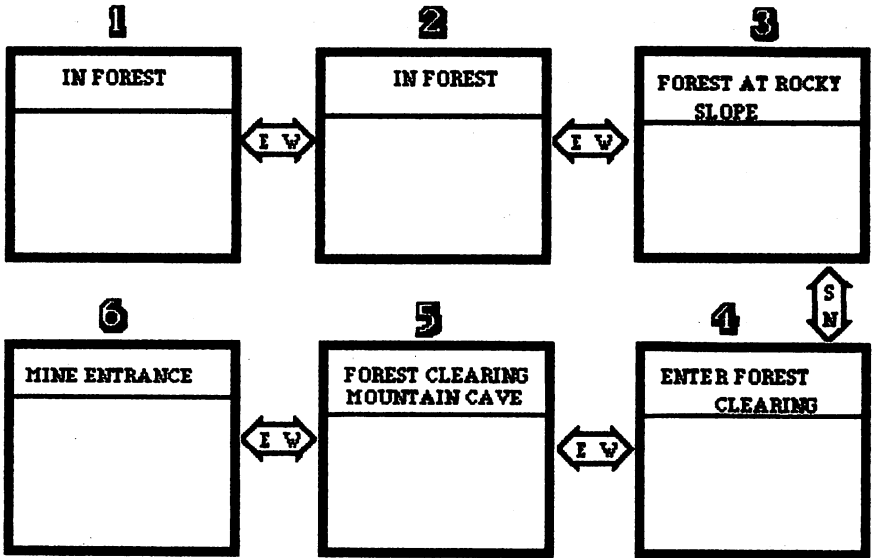 1
2
3
IN FOREST
IN FOREST
FOREST AT ROCKY
SLOPE
E W
E W
S
N
6
5
4
MINE ENTRANCE
FOREST CLEARING
MOUNTAIN CAVE
ENTER FOREST
CLEARING
E W
E W